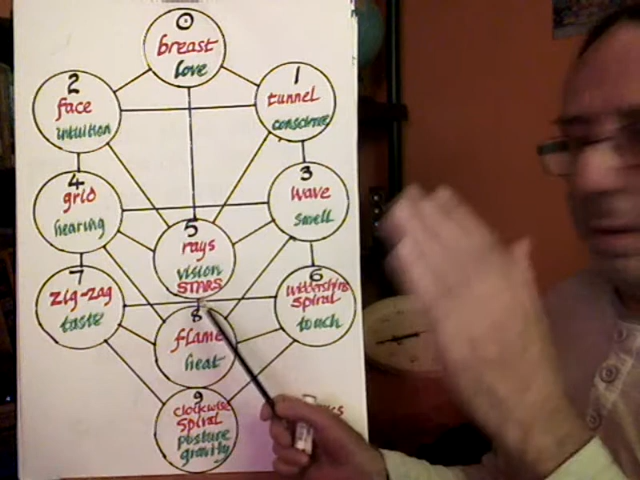 0
breast
love
2
face
intuition
1
tunnel
conscience
4
grid
hearing
3
wave
smell
5
rays
vision
STARS
7
zig-zag
taste
6
widdershins
spiral
touch
8
flame
heat
9
clockwise
spiral
posture
gravity